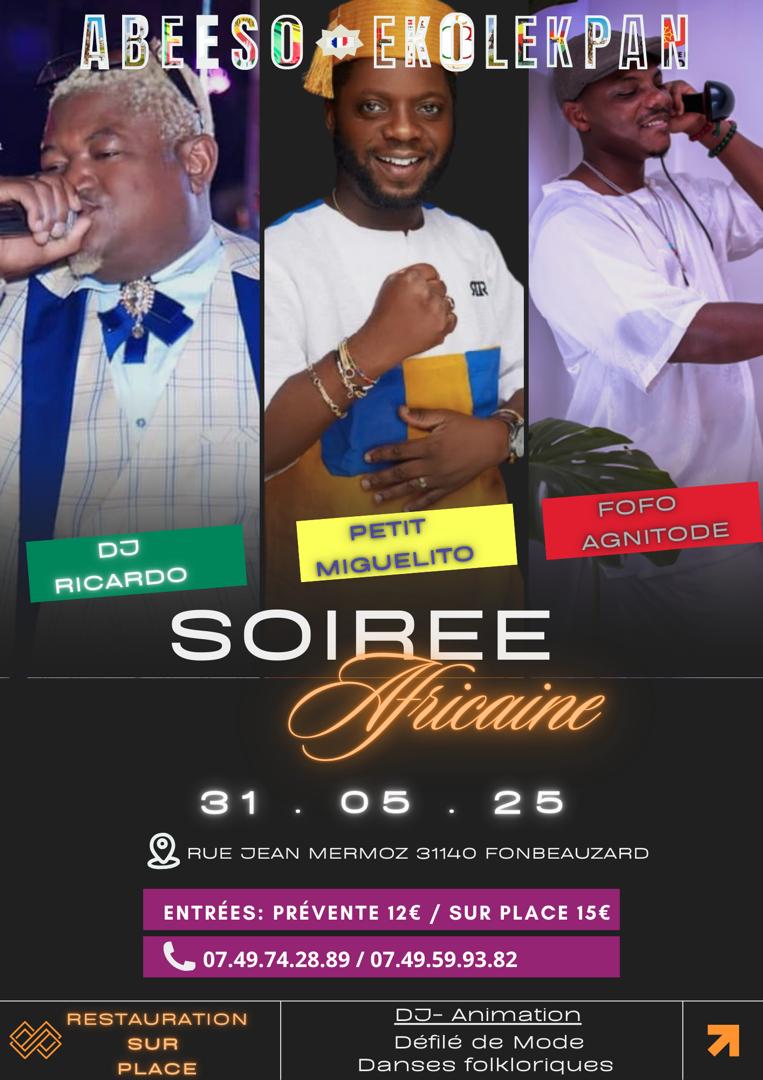 ABEESO EKOLEKPAN
DJ
RICARDO
PETIT
MIGUELITO
FOFO
AGNITODE
SOIREE
Africaine
31 . 05 . 25
RUE JEAN MERMOZ 31140 FONBEAUZARD
ENTRÉES: PRÉVENTE 12€ / SUR PLACE 15€
07.49.74.28.89 / 07.49.59.93.82
RESTAURATION
SUR
PLACE
DJ- Animation
Défilé de Mode
Danses folkloriques